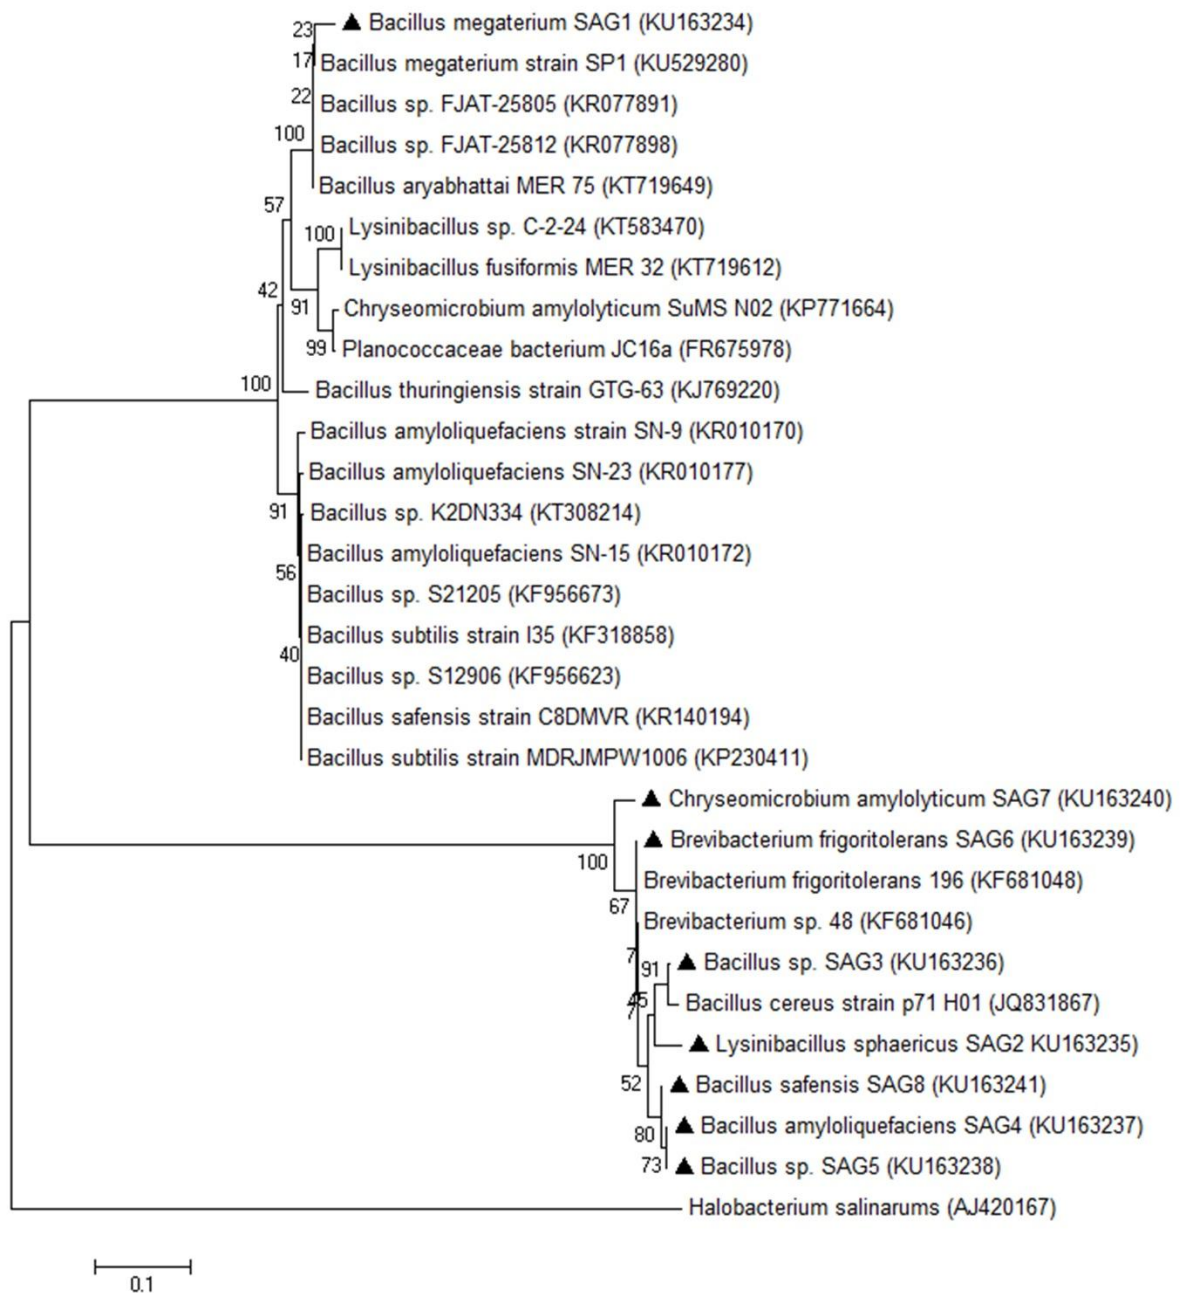 23
▲ Bacillus megaterium SAG1 (KU163234)
17
Bacillus megaterium strain SP1 (KU529280)
22
Bacillus sp. FJAT-25805 (KR077891)
100
Bacillus sp. FJAT-25812 (KR077898)
Bacillus aryabhattai MER 75 (KT719649)
57
100
Lysinibacillus sp. C-2-24 (KT583470)
Lysinibacillus fusiformis MER 32 (KT719612)
42
91
Chryseomicrobium amylolyticum SuMS N02 (KP771664)
99
Planococcaceae bacterium JC16a (FR675978)
100
Bacillus thuringiensis strain GTG-63 (KJ769220)
Bacillus amyloliquefaciens strain SN-9 (KR010170)
Bacillus amyloliquefaciens SN-23 (KR010177)
91
Bacillus sp. K2DN334 (KT308214)
Bacillus amyloliquefaciens SN-15 (KR010172)
56
Bacillus sp. S21205 (KF956673)
Bacillus subtilis strain I35 (KF318858)
40
Bacillus sp. S12906 (KF956623)
Bacillus safensis strain C8DMVR (KR140194)
Bacillus subtilis strain MDRJMPW1006 (KP230411)
▲ Chryseomicrobium amylolyticum SAG7 (KU163240)
▲ Brevibacterium frigoritolerans SAG6 (KU163239)
100
Brevibacterium frigoritolerans 196 (KF681048)
67
Brevibacterium sp. 48 (KF681046)
7
91
▲ Bacillus sp. SAG3 (KU163236)
45
7
Bacillus cereus strain p71 H01 (JQ831867)
▲ Lysinibacillus sphaericus SAG2 KU163235)
52
▲ Bacillus safensis SAG8 (KU163241)
80
▲ Bacillus amyloliquefaciens SAG4 (KU163237)
73
▲ Bacillus sp. SAG5 (KU163238)
Halobacterium salinarums (AJ420167)
0.1